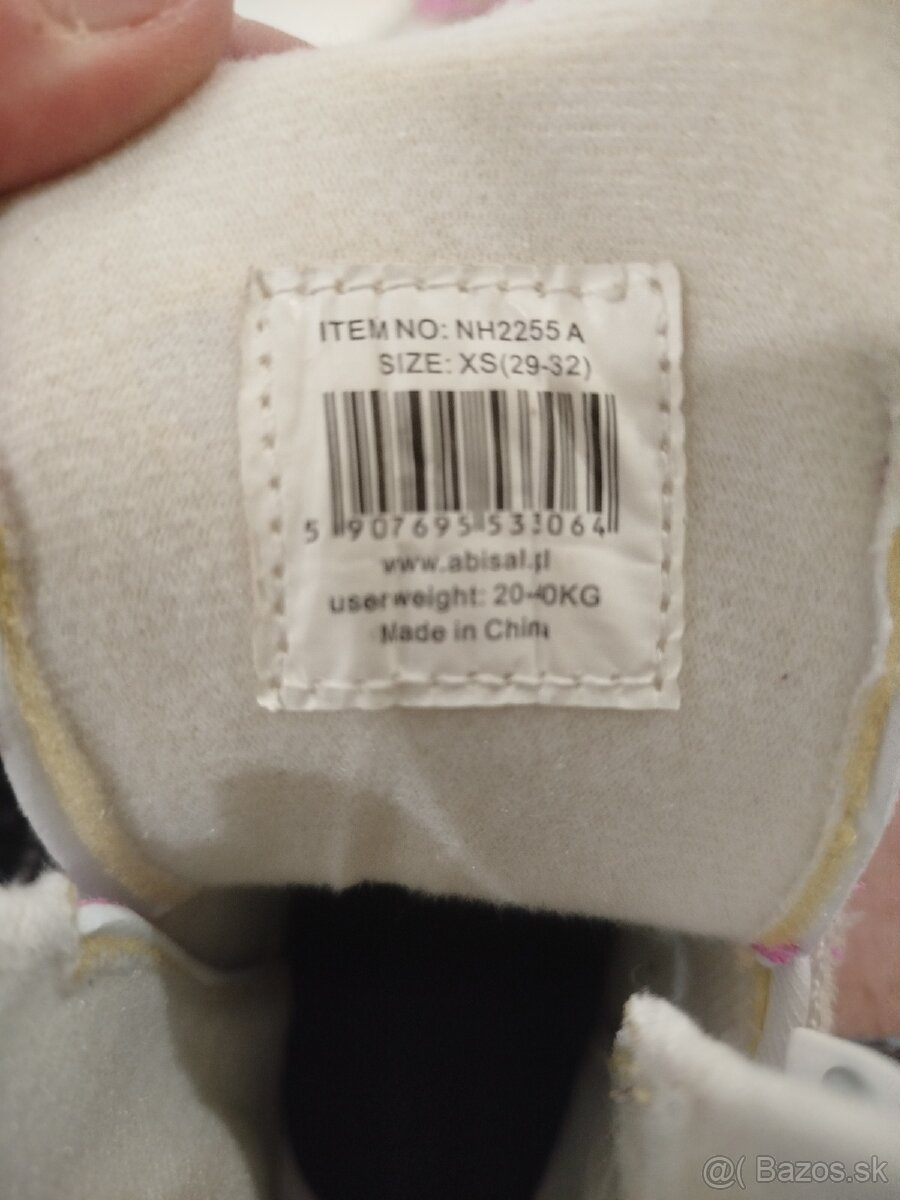 ITEM NO: NH2255 A
SIZE: XS(29-32)
5 907695 533064
www.abisal.pl
userweight: 20-40KG
Made in China
@( Bazos.sk